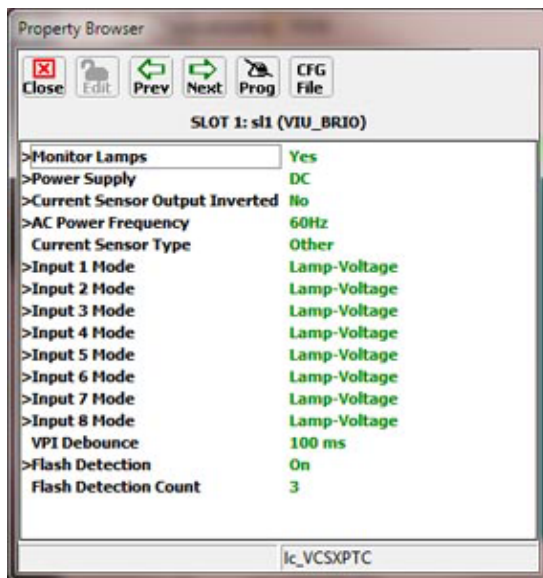 Property Browser
Close Edit Prev Next Prog CFG File
SLOT 1: sl1 (VIU_BRIO)
>Monitor Lamps Yes
>Power Supply DC
>Current Sensor Output Inverted No
>AC Power Frequency 60Hz
Current Sensor Type Other
>Input 1 Mode Lamp-Voltage
>Input 2 Mode Lamp-Voltage
>Input 3 Mode Lamp-Voltage
>Input 4 Mode Lamp-Voltage
>Input 5 Mode Lamp-Voltage
>Input 6 Mode Lamp-Voltage
>Input 7 Mode Lamp-Voltage
>Input 8 Mode Lamp-Voltage
VPI Debounce 100 ms
>Flash Detection On
Flash Detection Count 3
lc_VCSXPTC